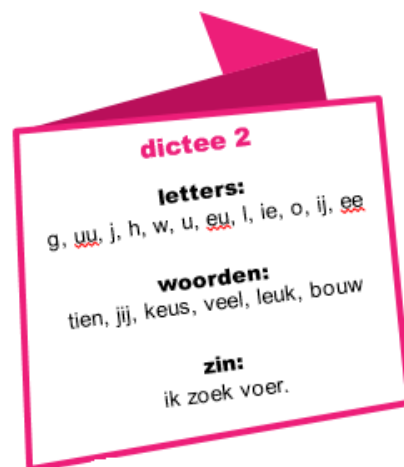 dictee 2
letters:
g, uu, j, h, w, u, eu, l, ie, o, ij, ee
woorden:
tien, jij, keus, veel, leuk, bouw
zin:
ik zoek voer.